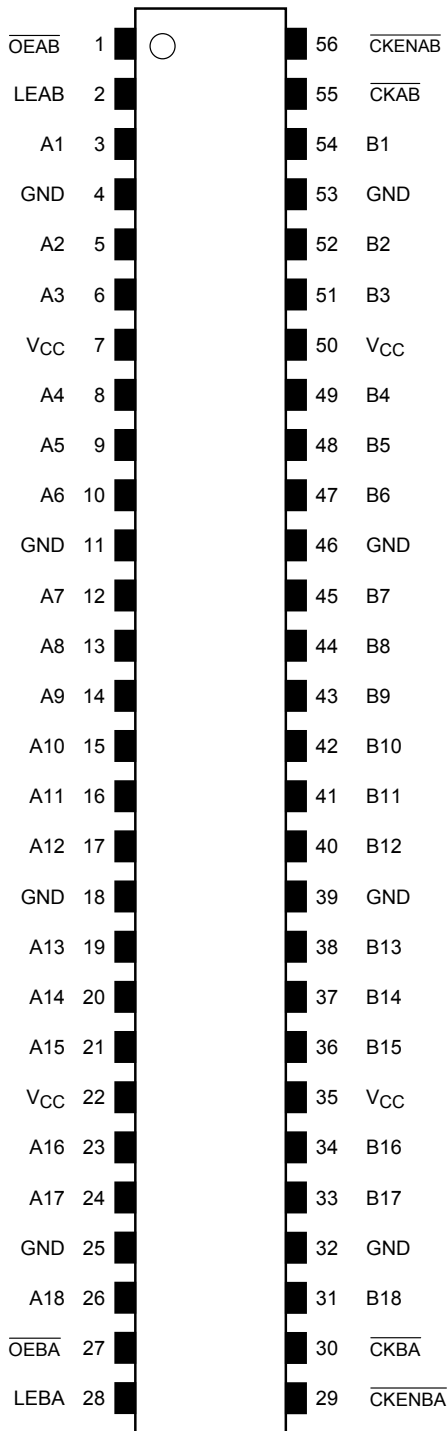 OEAB 1 56 CKENAB
LEAB 2 55 CKAB
A1 3 54 B1
GND 4 53 GND
A2 5 52 B2
A3 6 51 B3
VCC 7 50 VCC
A4 8 49 B4
A5 9 48 B5
A6 10 47 B6
GND 11 46 GND
A7 12 45 B7
A8 13 44 B8
A9 14 43 B9
A10 15 42 B10
A11 16 41 B11
A12 17 40 B12
GND 18 39 GND
A13 19 38 B13
A14 20 37 B14
A15 21 36 B15
VCC 22 35 VCC
A16 23 34 B16
A17 24 33 B17
GND 25 32 GND
A18 26 31 B18
OEBA 27 30 CKBA
LEBA 28 29 CKENBA